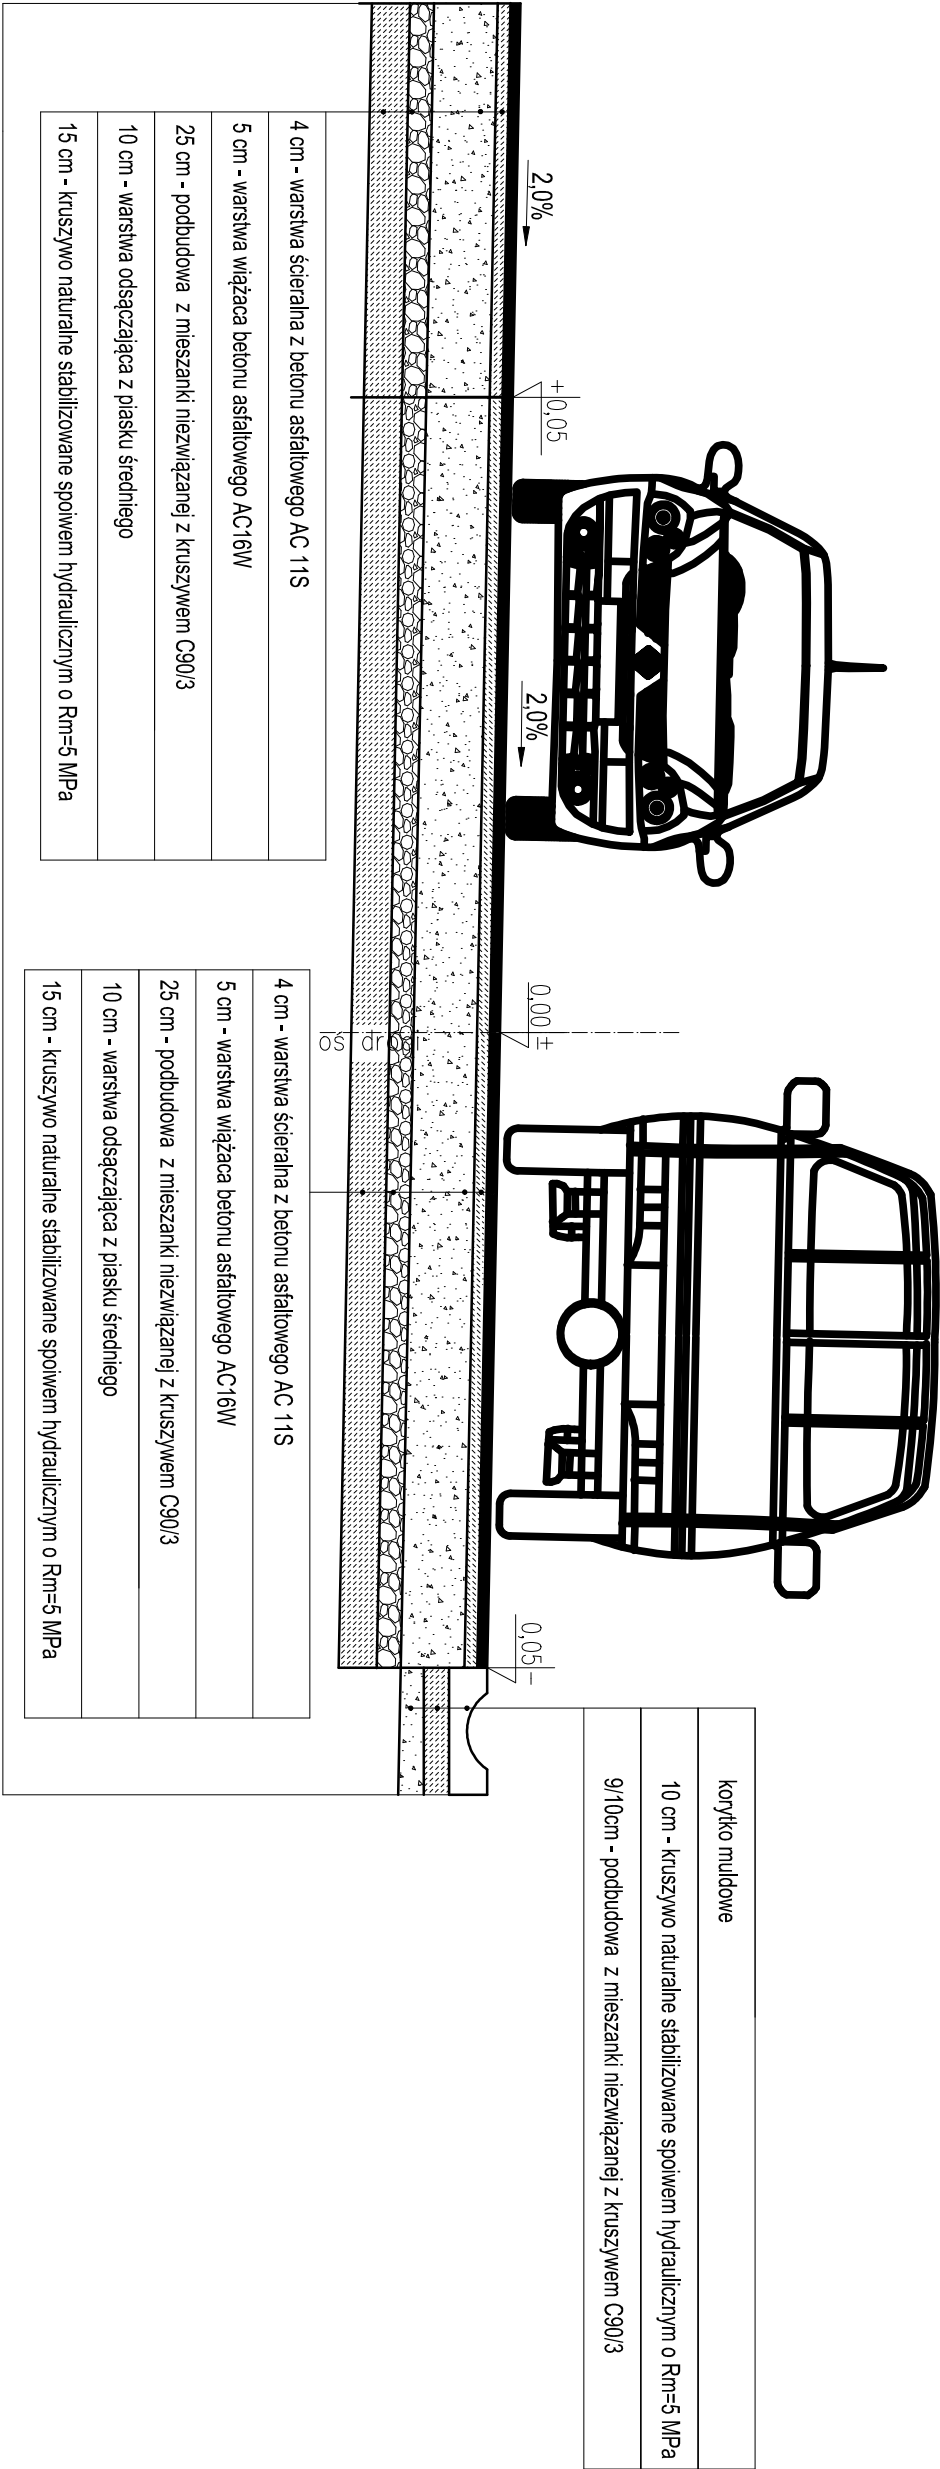 2,0%
+0,05
2,0%
0,00 ±
0,05 -
oś drogi
4 cm - warstwa ścieralna z betonu asfaltowego AC 11S
5 cm - warstwa wiążaca betonu asfaltowego AC16W
25 cm - podbudowa z mieszanki niezwiązanej z kruszywem C90/3
10 cm - warstwa odsączająca z piasku średniego
15 cm - kruszywo naturalne stabilizowane spoiwem hydraulicznym o Rm=5 MPa
4 cm - warstwa ścieralna z betonu asfaltowego AC 11S
5 cm - warstwa wiążaca betonu asfaltowego AC16W
25 cm - podbudowa z mieszanki niezwiązanej z kruszywem C90/3
10 cm - warstwa odsączająca z piasku średniego
15 cm - kruszywo naturalne stabilizowane spoiwem hydraulicznym o Rm=5 MPa
korytko muldowe
10 cm - kruszywo naturalne stabilizowane spoiwem hydraulicznym o Rm=5 MPa
9/10cm - podbudowa z mieszanki niezwiązanej z kruszywem C90/3